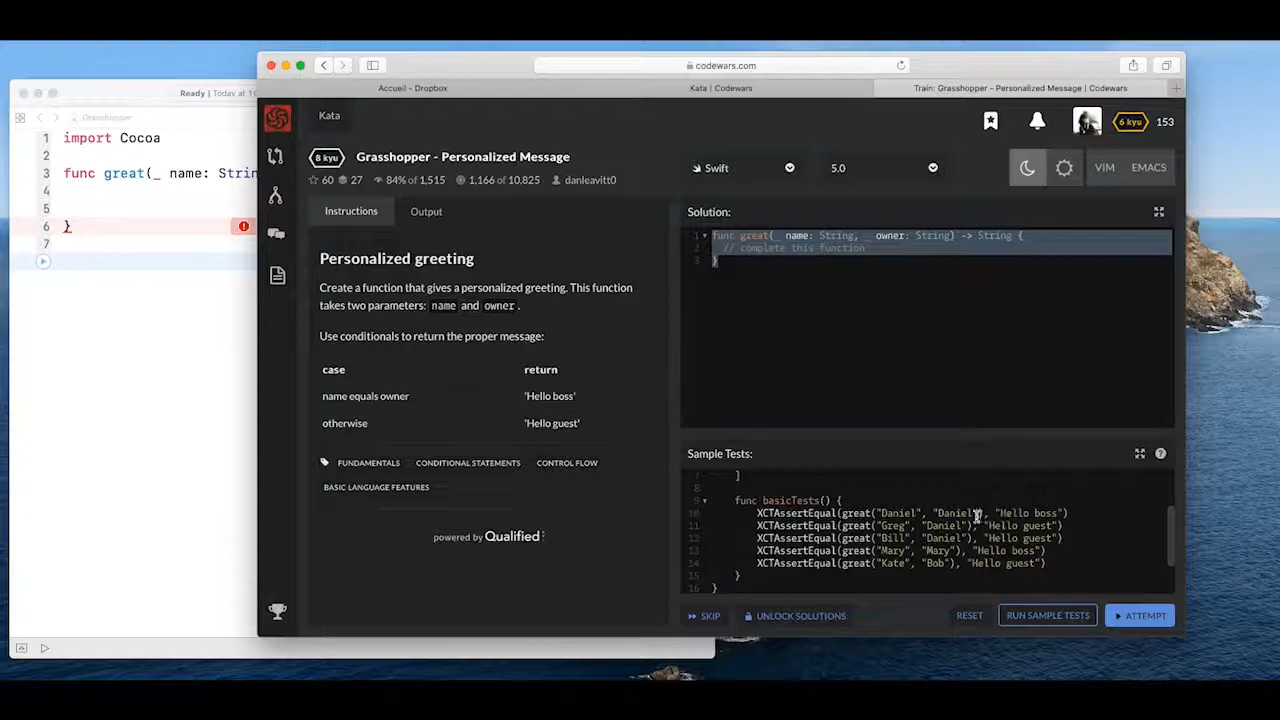 Ready | Today at 10
Grasshopper
1 import Cocoa
2
3 func great(_ name: Strin
4
5
6 }
7
codewars.com
Accueil - Dropbox
Kata | Codewars
Train: Grasshopper - Personalized Message | Codewars
Kata
6 kyu
153
8 kyu
Grasshopper - Personalized Message
60
27
84% of 1,515
1,166 of 10,825
danleavitt0
Swift
5.0
VIM
EMACS
Instructions
Output
Personalized greeting
Create a function that gives a personalized greeting. This function
takes two parameters: name and owner.
Use conditionals to return the proper message:
case return
name equals owner 'Hello boss'
otherwise 'Hello guest'
FUNDAMENTALS CONDITIONAL STATEMENTS CONTROL FLOW
BASIC LANGUAGE FEATURES
powered by Qualified
Solution:
1 func great(_ name: String, _ owner: String) -> String {
2 // complete this function
3 }
Sample Tests:
7 ]
8
9 func basicTests() {
10 XCTAssertEqual(great("Daniel", "Daniel"), "Hello boss")
11 XCTAssertEqual(great("Greg", "Daniel"), "Hello guest")
12 XCTAssertEqual(great("Bill", "Daniel"), "Hello guest")
13 XCTAssertEqual(great("Mary", "Mary"), "Hello boss")
14 XCTAssertEqual(great("Kate", "Bob"), "Hello guest")
15 }
16 }
SKIP
UNLOCK SOLUTIONS
RESET
RUN SAMPLE TESTS
ATTEMPT